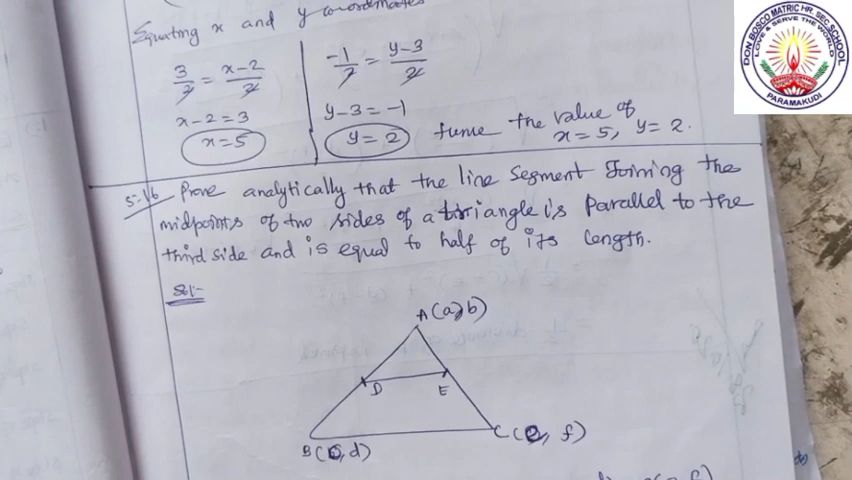 Equating x and y coordinates
3/2 = x-2/2
x-2=3
x=5
-1/2 = y-3/2
y-3=-1
y=2
hence the value of
x=5, y=2.
5.16 Prove analytically that the line segment Joining the
midpoints of two sides of a triangle is Parallel to the
third side and is equal to half of its length.
Sol:-
A(a,b)
D
E
B(c,d)
C(e, f)
DON BOSCO MATRIC HR. SEC. SCHOOL
LOVE & SERVE THE WORLD
PARAMAKUDI